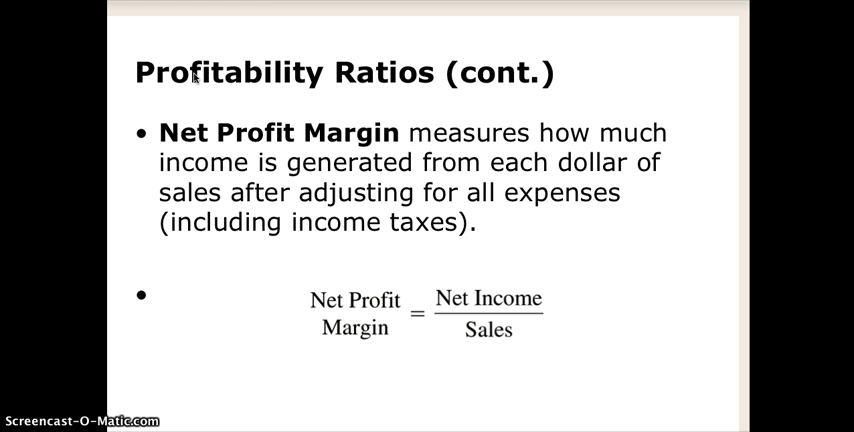 Profitability Ratios (cont.)
• Net Profit Margin measures how much
income is generated from each dollar of
sales after adjusting for all expenses
(including income taxes).
• Net Profit Margin = Net Income / Sales
Screencast-O-Matic.com